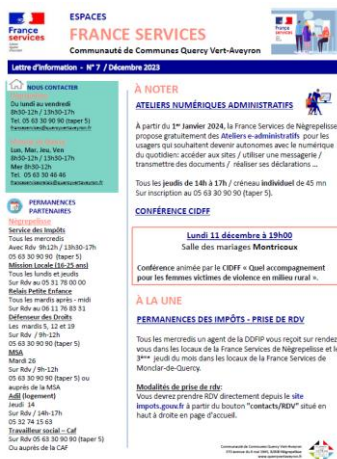 ESPACES
FRANCE SERVICES
Communauté de Communes Quercy Vert-Aveyron
France
services
Lettre d'Information - N° 7 / Décembre 2023
NOUS CONTACTER
Du lundi au vendredi
8h30-12h / 13h30-17h
Tel. 05 63 30 90 90 (taper 5)
Lun, Mar, Jeu, Ven
8h30-12h / 13h30-17h
Mer 8h30-12h
Tel. 05 63 30 46 46
PERMANENCES
PARTENAIRES
Nègrepelisse
Service des Impôts
Tous les mercredis
Avec Rdv 9h12h / 13h30-17h
05 63 30 90 90 (taper 5)
Mission Locale (16-25 ans)
Tous les lundis et jeudis
Sur Rdv au 05 31 78 00 00
Relais Petite Enfance
Tous les mardis après - midi
Sur Rdv au 06 11 76 83 31
Défenseur des Droits
Les mardis 5, 12 et 19
Sur Rdv / 9h-12h
05 63 30 90 90 (taper 5)
MSA
Mardi 26
Sur Rdv / 9h-12h
05 63 30 90 90 (taper 5) ou
auprès de la MSA
Adil (logement)
Jeudi 14
Sur Rdv / 14h-17h
05 32 74 15 63
Travailleur social – Caf
Sur Rdv 05 63 30 90 90 (taper 5)
Ou auprès de la CAF
À NOTER
ATELIERS NUMÉRIQUES ADMINISTRATIFS
À partir du 1er Janvier 2024, la France Services de Nègrepelisse
propose gratuitement des Ateliers e-administratifs pour les
usagers qui souhaitent devenir autonomes avec le numérique
du quotidien: accéder aux sites / utiliser une messagerie /
transmettre des documents / réaliser ses déclarations ...
Tous les jeudis de 14h à 17h / créneau individuel de 45 mn
Sur inscription au 05 63 30 90 90 (taper 5).
CONFÉRENCE CIDFF
Lundi 11 décembre à 19h00
Salle des mariages Montricoux
Conférence animée par le CIDFF « Quel accompagnement
pour les femmes victimes de violence en milieu rural ».
À LA UNE
PERMANENCES DES IMPÔTS - PRISE DE RDV
Tous les mercredis un agent de la DDFIP vous reçoit sur rendez
vous dans les locaux de la France Services de Nègrepelisse et le
3ème jeudi du mois dans les locaux de la France Services de
Monclar-de-Quercy.
Modalités de prise de rdv:
Vous devrez prendre RDV directement depuis le site
impots.gouv.fr à partir du bouton "contacts/RDV" situé en
haut à droite en page d'accueil.